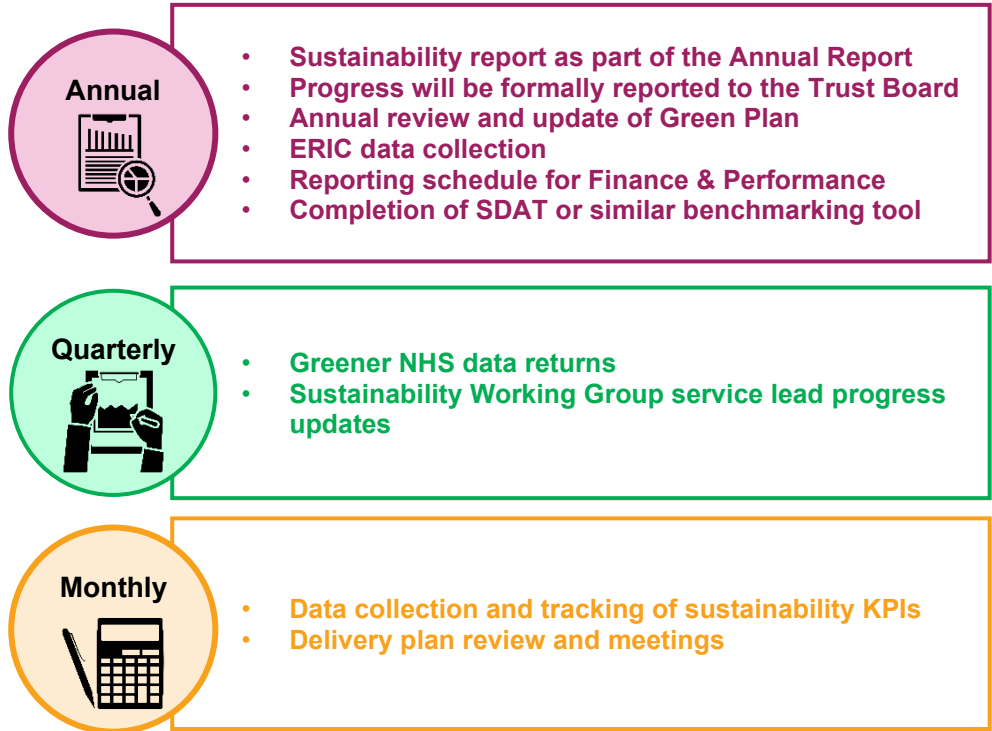 Annual
• Sustainability report as part of the Annual Report
• Progress will be formally reported to the Trust Board
• Annual review and update of Green Plan
• ERIC data collection
• Reporting schedule for Finance & Performance
• Completion of SDAT or similar benchmarking tool
Quarterly
• Greener NHS data returns
• Sustainability Working Group service lead progress
updates
Monthly
• Data collection and tracking of sustainability KPIs
• Delivery plan review and meetings